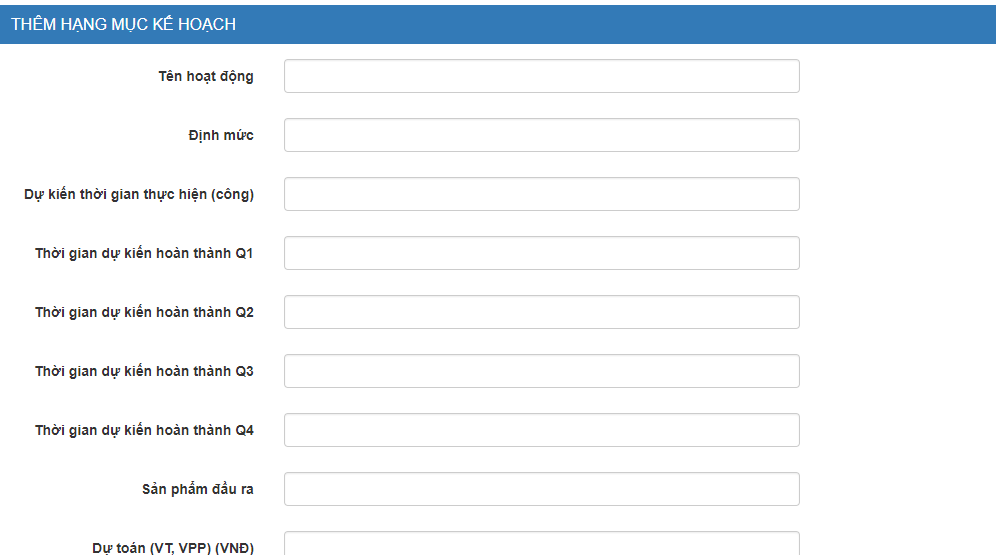 THÊM HẠNG MỤC KẾ HOẠCH
Tên hoạt động
Định mức
Dự kiến thời gian thực hiện (công)
Thời gian dự kiến hoàn thành Q1
Thời gian dự kiến hoàn thành Q2
Thời gian dự kiến hoàn thành Q3
Thời gian dự kiến hoàn thành Q4
Sản phẩm đầu ra
Dự toán (VT, VPP) (VNĐ)